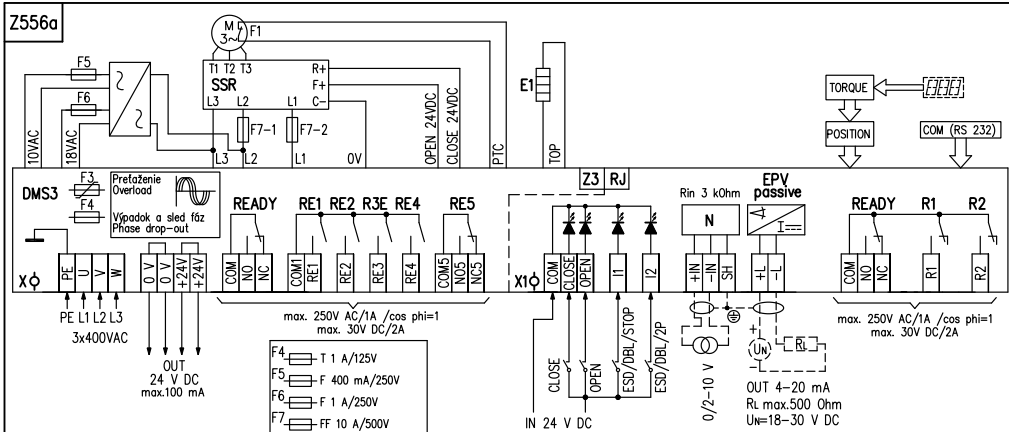 Z556a
M
3~
F1
T1 T2 T3
SSR
R+
F+
C-
L3 L2 L1
F5
F6
F7-1
F7-2
10VAC
18VAC
L3
L2
L1
0V
OPEN 24VDC
CLOSE 24VDC
PTC
E1
TOP
TORQUE
POSITION
COM (RS 232)
DMS3
F3
F4
Preťaženie
Overload
Výpadok a sled fáz
Phase drop-out
READY
RE1 RE2 R3E RE4
RE5
Z3 RJ
Rin 3 kOhm
N
EPV
passive
I
READY
R1
R2
X
PE
U
V
W
0 V
0 V
+24V
+24V
COM
NO
NC
COM1
RE1
RE2
RE3
RE4
COM5
NO5
NC5
X1
COM
CLOSE
OPEN
I1
I2
+IN
-IN
SH
+L
-L
COM
NO
NC
R1
R2
PE L1 L2 L3
3x400VAC
OUT
24 V DC
max.100 mA
max. 250V AC/1A /cos phi=1
max. 30V DC/2A
F4 T 1 A/125V
F5 F 400 mA/250V
F6 F 1 A/250V
F7 FF 10 A/500V
CLOSE
OPEN
ESD/DBL/STOP
ESD/DBL/2P
IN 24 V DC
0/2-10 V
+
UN
-
RL
OUT 4-20 mA
RL max.500 Ohm
UN=18-30 V DC
max. 250V AC/1A /cos phi=1
max. 30V DC/2A